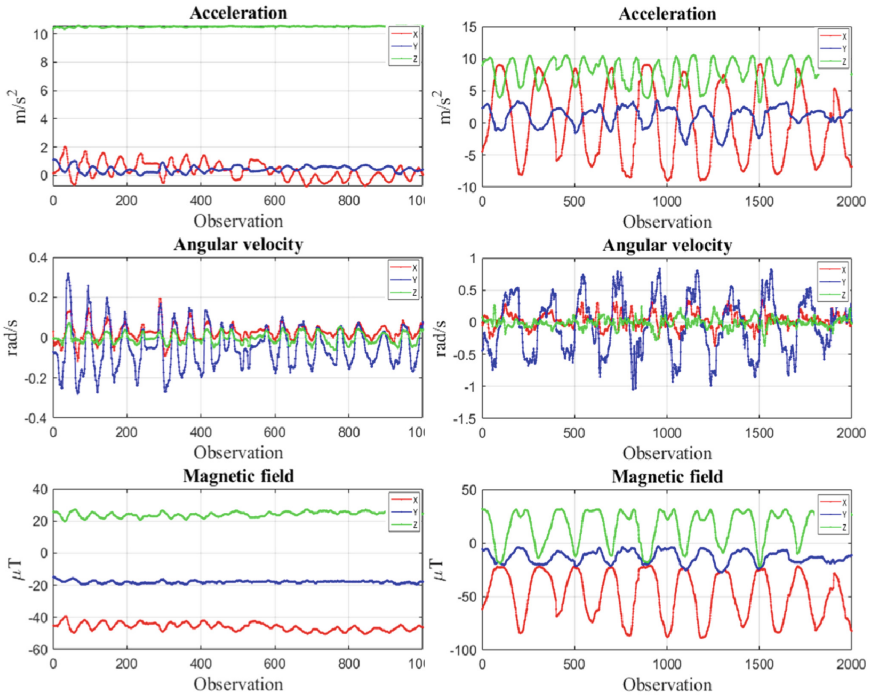 Acceleration
10
8
6
4
2
0
m/s²
X
Y
Z
0 200 400 600 800 100
Observation
Acceleration
15
10
5
0
-5
-10
m/s²
X
Y
Z
0 500 1000 1500 2000
Observation
Angular velocity
0.4
0.2
0
-0.2
-0.4
rad/s
X
Y
Z
0 200 400 600 800 100
Observation
Angular velocity
1
0.5
0
-0.5
-1
-1.5
rad/s
X
Y
Z
0 500 1000 1500 2000
Observation
Magnetic field
40
20
0
-20
-40
-60
μT
X
Y
Z
0 200 400 600 800 100
Observation
Magnetic field
50
0
-50
-100
μT
X
Y
Z
0 500 1000 1500 2000
Observation